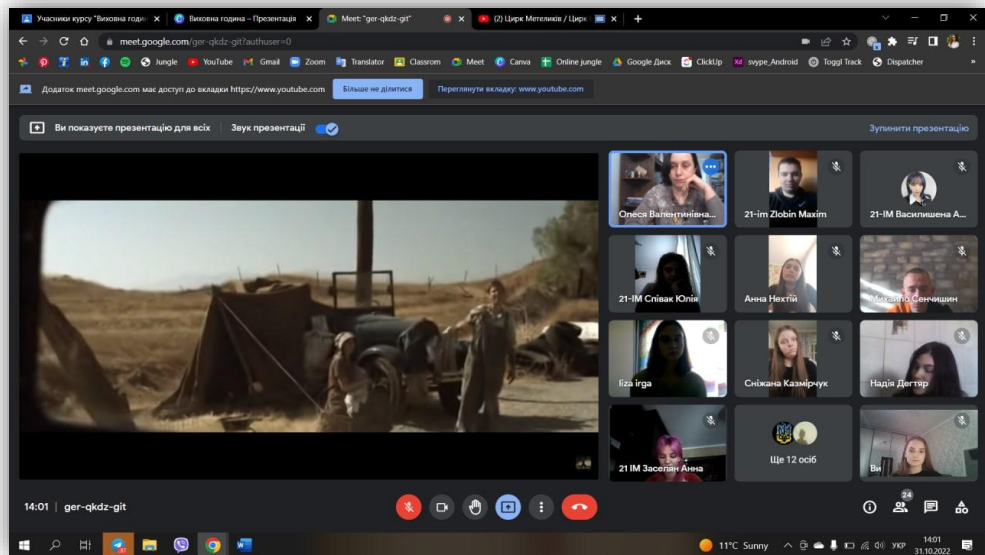 Учасники курсу "Виховна годин
Виховна година – Презентація
Meet: "ger-qkdz-git"
(2) Цирк Метеликів / Цирк
meet.google.com/ger-qkdz-git?authuser=0
Jungle YouTube Gmail Zoom Translator Classrom Meet Canva Online jungle Google Диск ClickUp svype_Android Toggl Track Dispatcher »
Додаток meet.google.com має доступ до вкладки https://www.youtube.com Більше не ділитися Переглянути вкладку: www.youtube.com
Ви показуєте презентацію для всіх Звук презентації Зупинити презентацію
Олеся Валентинівна...
21-im Zlobin Maxim
21-ІМ Василишена А...
21-ІМ Співак Юлія
Анна Нехтій
Михайло Сенчишин
liza irga
Сніжана Казмірчук
Надія Дегтяр
21 ІМ Заселян Анна
Ще 12 осіб
Ви
14:01 | ger-qkdz-git
24
11°C Sunny УКР 14:01
31.10.2022